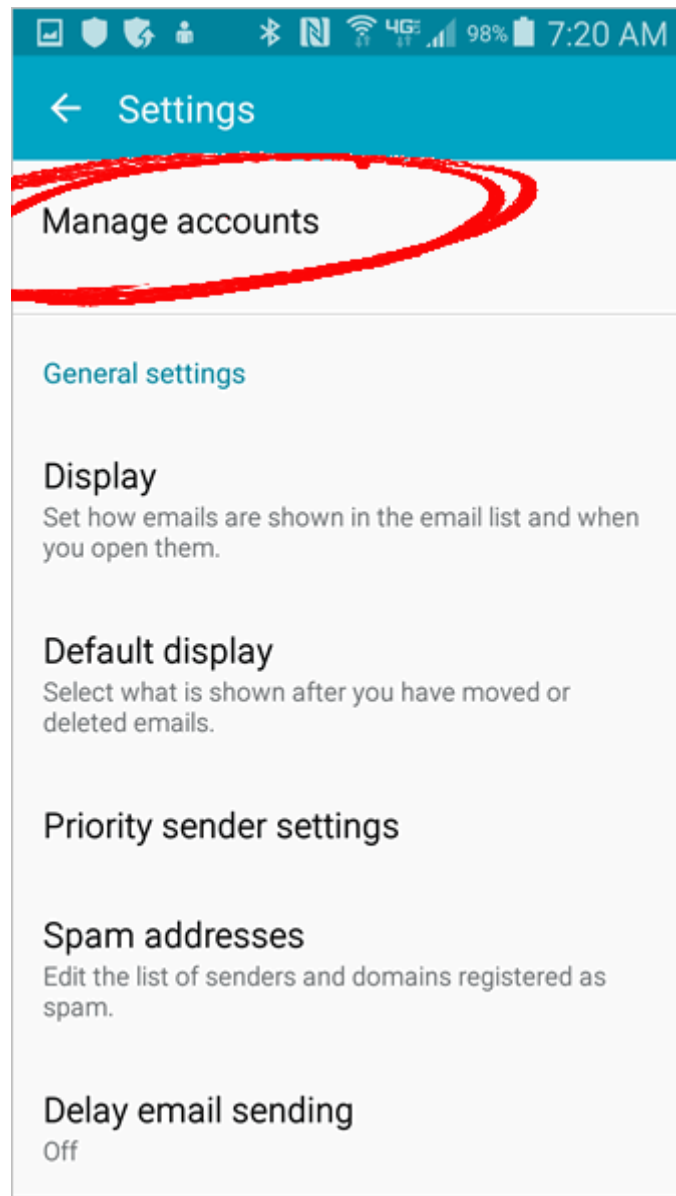 4G 98% 7:20 AM
Settings
Manage accounts
General settings
Display
Set how emails are shown in the email list and when
you open them.
Default display
Select what is shown after you have moved or
deleted emails.
Priority sender settings
Spam addresses
Edit the list of senders and domains registered as
spam.
Delay email sending
Off